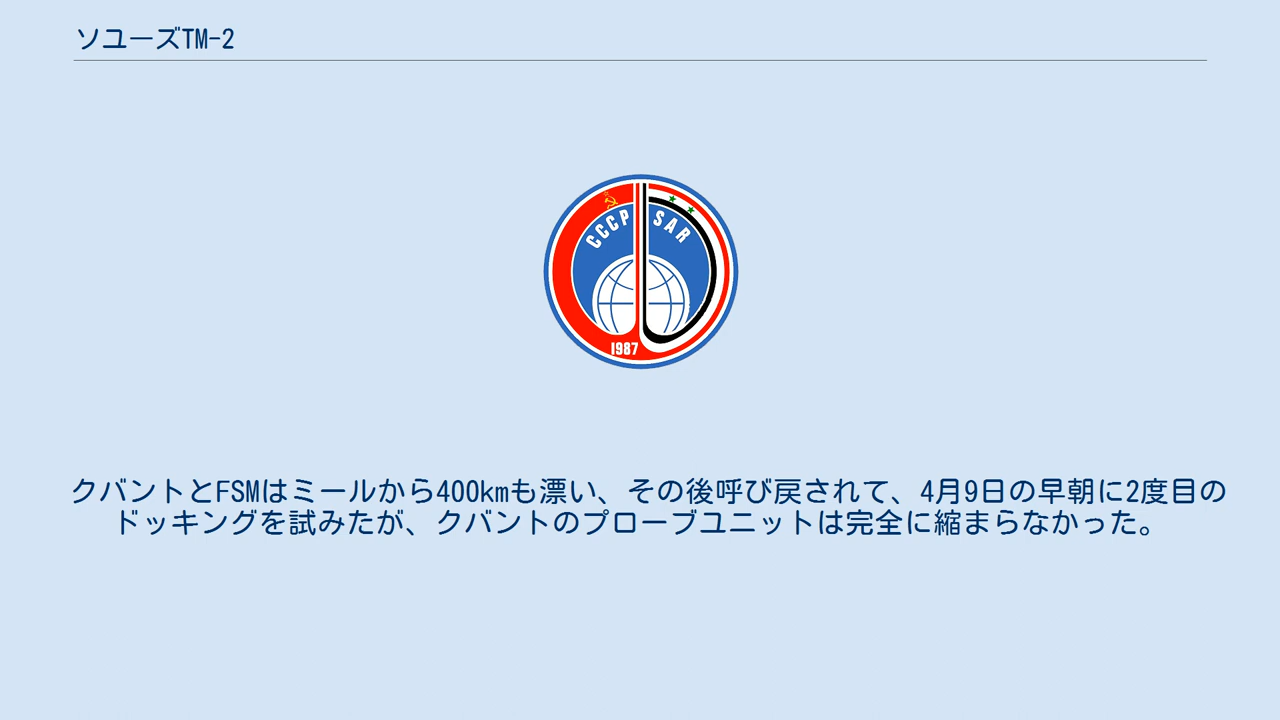 ソユーズTM-2
CCCP SAR
1987
クバントとFSMはミールから400kmも漂い、その後呼び戻されて、4月9日の早朝に2度目の
ドッキングを試みたが、クバントのプローブユニットは完全に縮まらなかった。